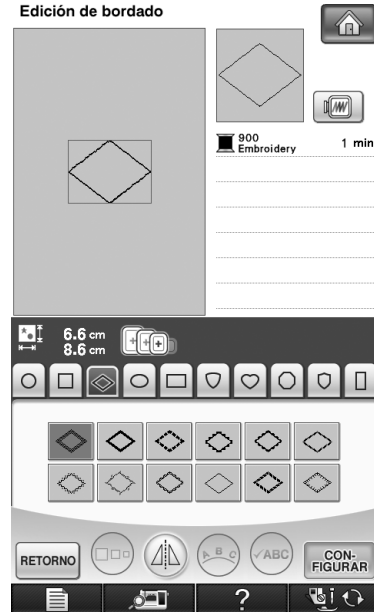 Edición de bordado
900
Embroidery
1 min
6.6 cm
8.6 cm
RETORNO
A B C
✓ABC
CON-
FIGURAR
?